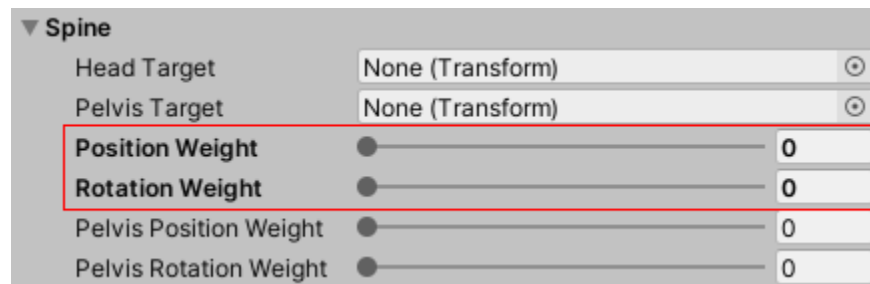 Spine
Head Target None (Transform)
Pelvis Target None (Transform)
Position Weight 0
Rotation Weight 0
Pelvis Position Weight 0
Pelvis Rotation Weight 0